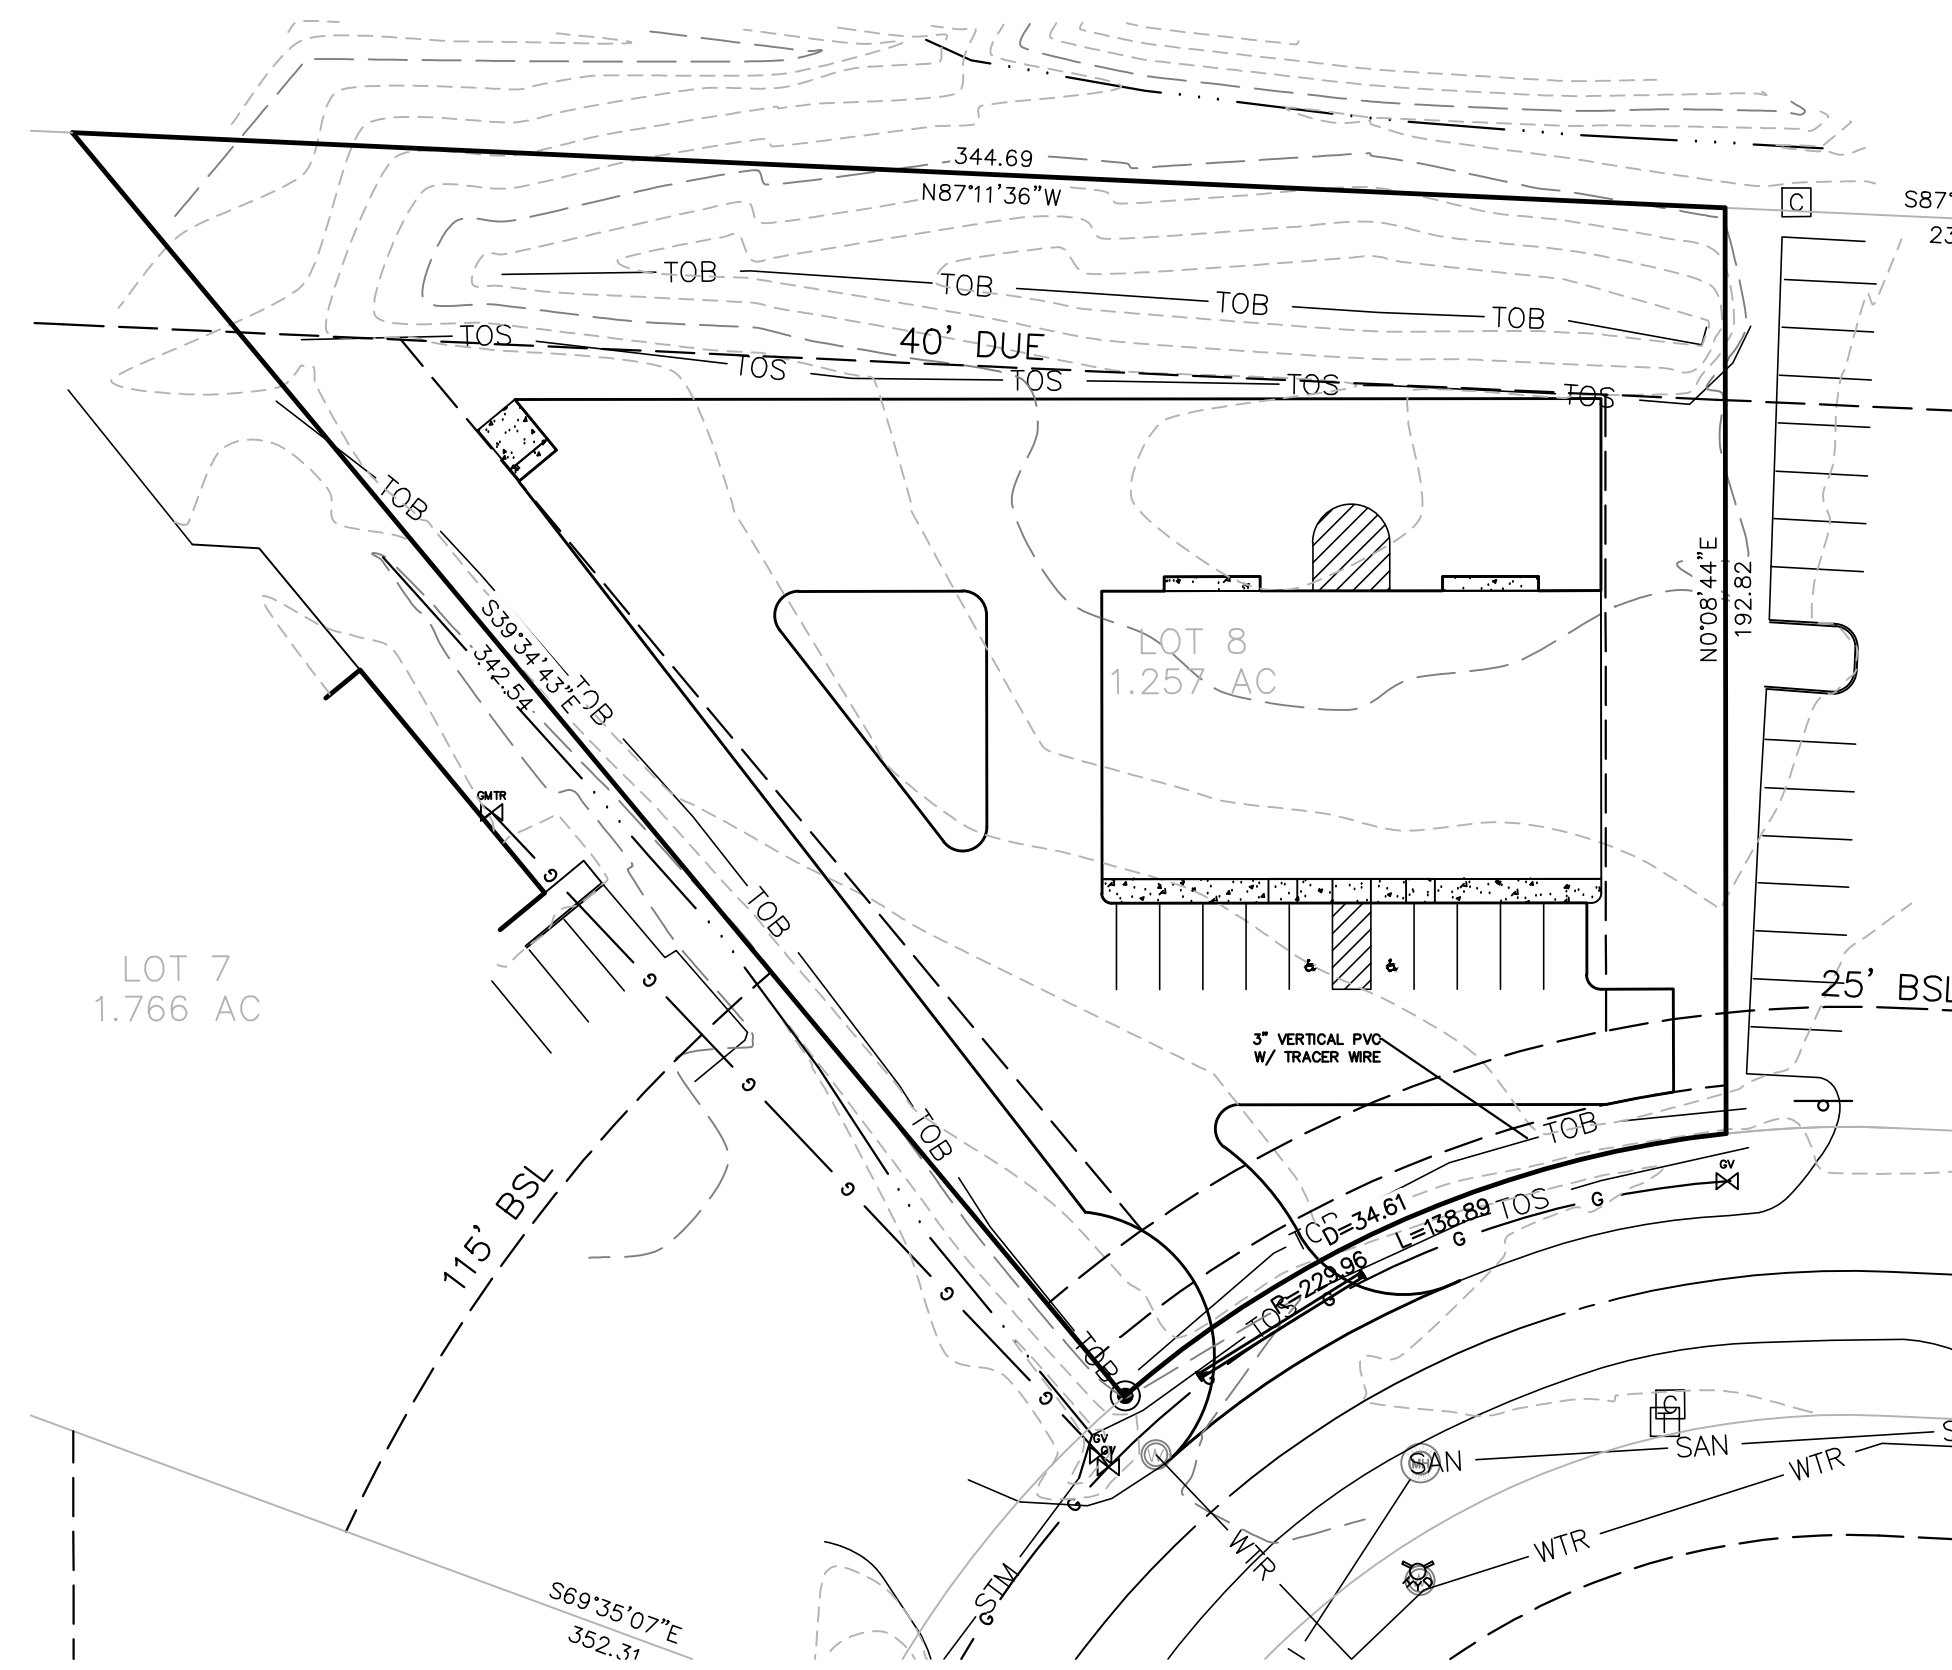 344.69
N87°11'36"W
C
S87°
23
TOB
TOB
TOB
TOB
40' DUE
TOS
TOS
TOS
TOS
TOS
TOB
S39°34'43"E
342.54
TOB
LOT 8
1.257 AC
N0°08'44"E
192.82
GMTR
G
TOB
LOT 7
1.766 AC
G
25' BSL
3" VERTICAL PVC
W/ TRACER WIRE
G
TOB
TOB
G
115' BSL
GV
D=34.61
L=138.89
TOS
G
G
R=229.96
TOS
G
G
TOB
G
G
C
T
GV
GV
SAN
SAN
S
MH
WTR
G
WTR
WTR
STM
G
S69°35'07"E
352.31